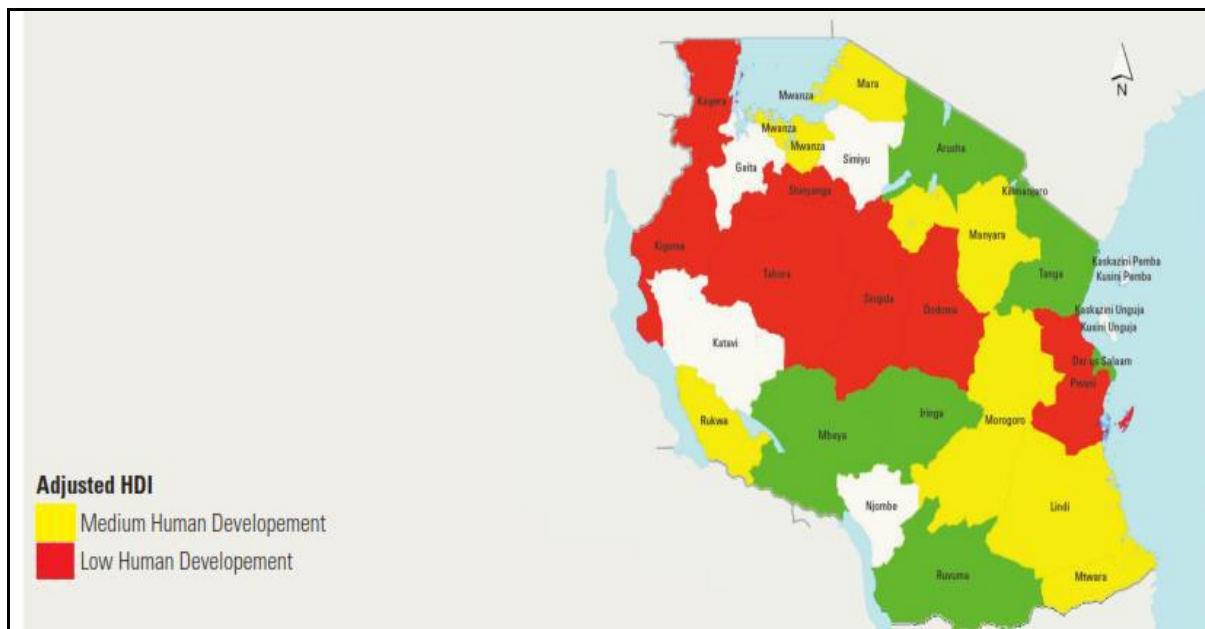 Mara
Mwanza
N
Kagera
Mwanza
Mwanza
Simiyu
Arusha
Geita
Shinyanga
Kilimanjaro
Manyara
Kigoma
Tabora
Tanga
Kaskazini Pemba
Kusini Pemba
Singida
Dodoma
Kaskazini Unguja
Kusini Unguja
Katavi
Dar us Salaam
Pwani
Iringa
Rukwa
Mbeya
Morogoro
Adjusted HDI
Medium Human Developement
Low Human Developement
Njombe
Lindi
Ruvuma
Mtwara